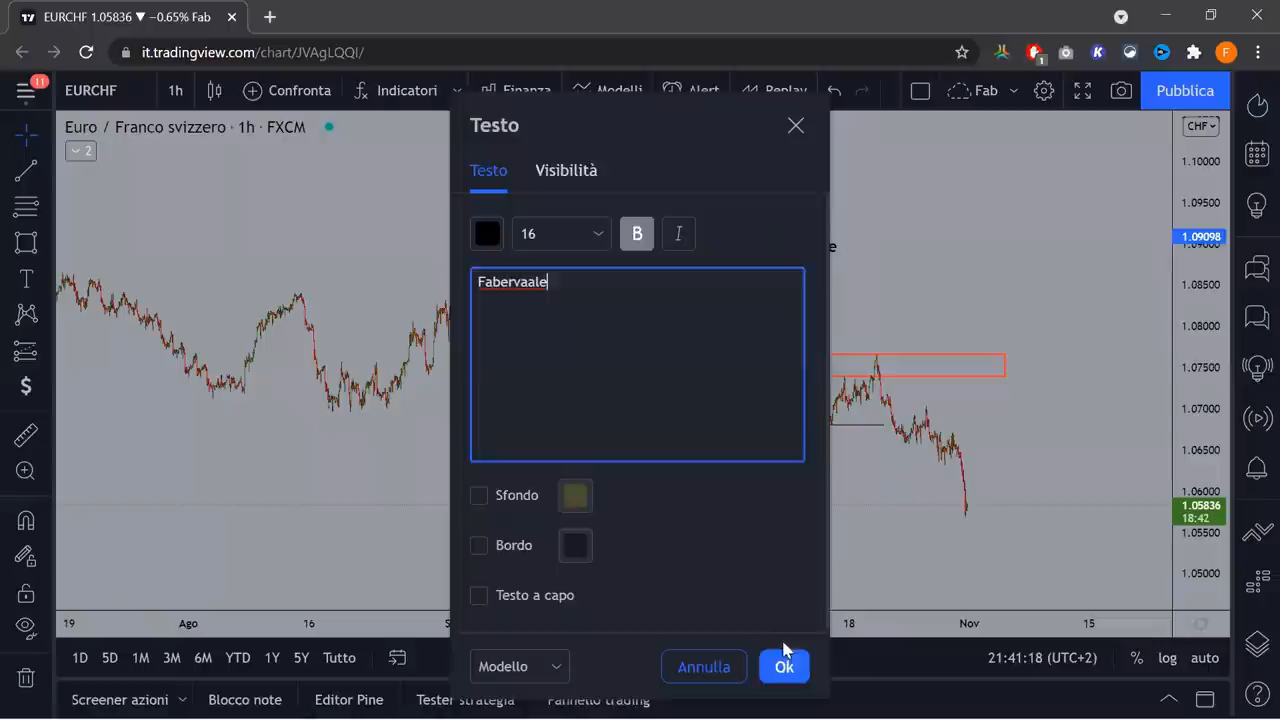 EURCHF 1.05836 ▼ −0.65% Fab
it.tradingview.com/chart/JVAgLQQI/
1
F
11
EURCHF
1h
Confronta
Indicatori
Finanza
Modelli
Alert
Replay
Fab
Pubblica
Euro / Franco svizzero · 1h · FXCM
2
Testo
Testo
Visibilità
16
B
I
Fabervaale
Sfondo
Bordo
Testo a capo
Modello
Annulla
Ok
e
CHF
1.10000
1.09500
1.09098
1.08500
1.08000
1.07500
1.07000
1.06500
1.06000
1.05836
18:42
1.05500
1.05000
19
Ago
16
S
18
Nov
15
1D
5D
1M
3M
6M
YTD
1Y
5Y
Tutto
21:41:18 (UTC+2)
%
log
auto
Screener azioni
Blocco note
Editor Pine
Tester strategia
Pannello trading